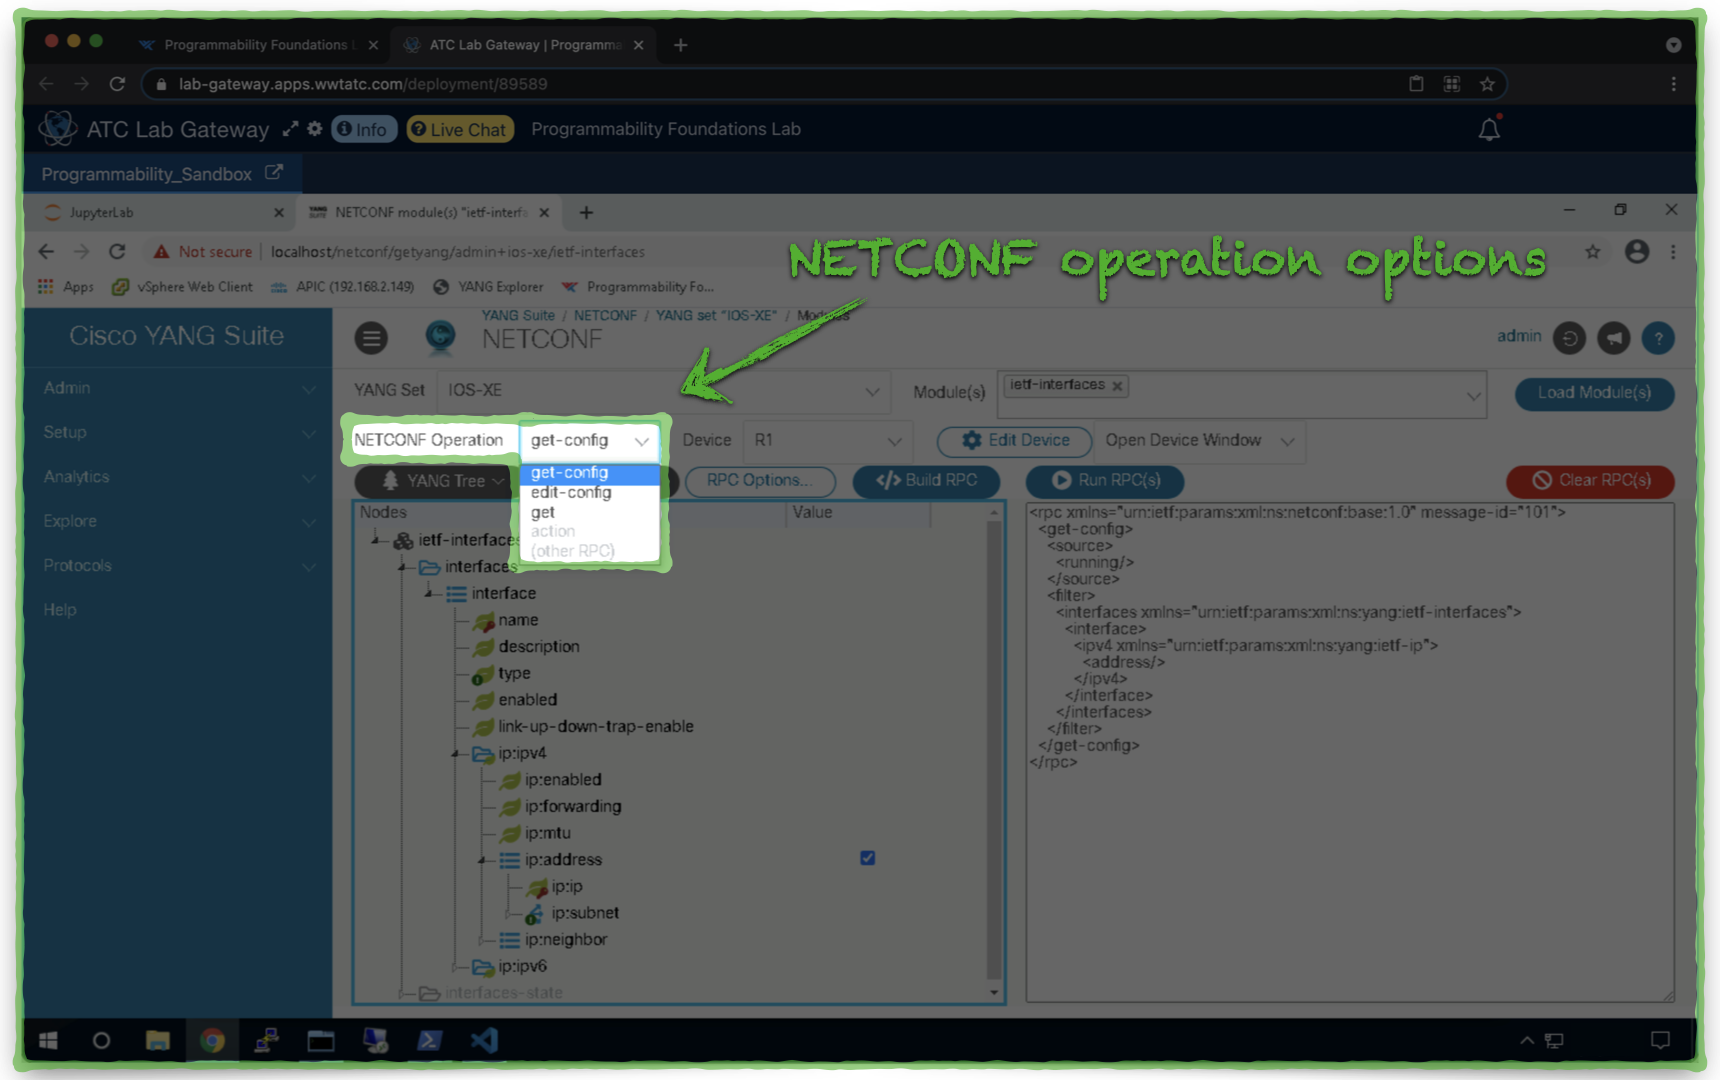 Programmability Foundations L
ATC Lab Gateway | Programma
lab-gateway.apps.wwtatc.com/deployment/89589
ATC Lab Gateway
Info
Live Chat
Programmability Foundations Lab
Programmability_Sandbox
JupyterLab
NETCONF module(s) "ietf-interfa
Not secure
localhost/netconf/getyang/admin+ios-xe/ietf-interfaces
NETCONF operation options
Apps
vSphere Web Client
APIC (192.168.2.149)
YANG Explorer
Programmability Fo...
Cisco YANG Suite
YANG Suite / NETCONF / YANG set "IOS-XE" / Modules
NETCONF
admin
Admin
Setup
Analytics
Explore
Protocols
Help
YANG Set
IOS-XE
Module(s)
ietf-interfaces
Load Module(s)
NETCONF Operation
get-config
Device
R1
Edit Device
Open Device Window
get-config
edit-config
get
action
(other RPC)
YANG Tree
RPC Options...
</> Build RPC
Run RPC(s)
Clear RPC(s)
Nodes
Value
ietf-interfaces
interfaces
interface
name
description
type
enabled
link-up-down-trap-enable
ip:ipv4
ip:enabled
ip:forwarding
ip:mtu
ip:address
ip:ip
ip:subnet
ip:neighbor
ip:ipv6
interfaces-state
<rpc xmlns="urn:ietf:params:xml:ns:netconf:base:1.0" message-id="101">
<get-config>
<source>
<running/>
</source>
<filter>
<interfaces xmlns="urn:ietf:params:xml:ns:yang:ietf-interfaces">
<interface>
<ipv4 xmlns="urn:ietf:params:xml:ns:yang:ietf-ip">
<address/>
</ipv4>
</interface>
</interfaces>
</filter>
</get-config>
</rpc>